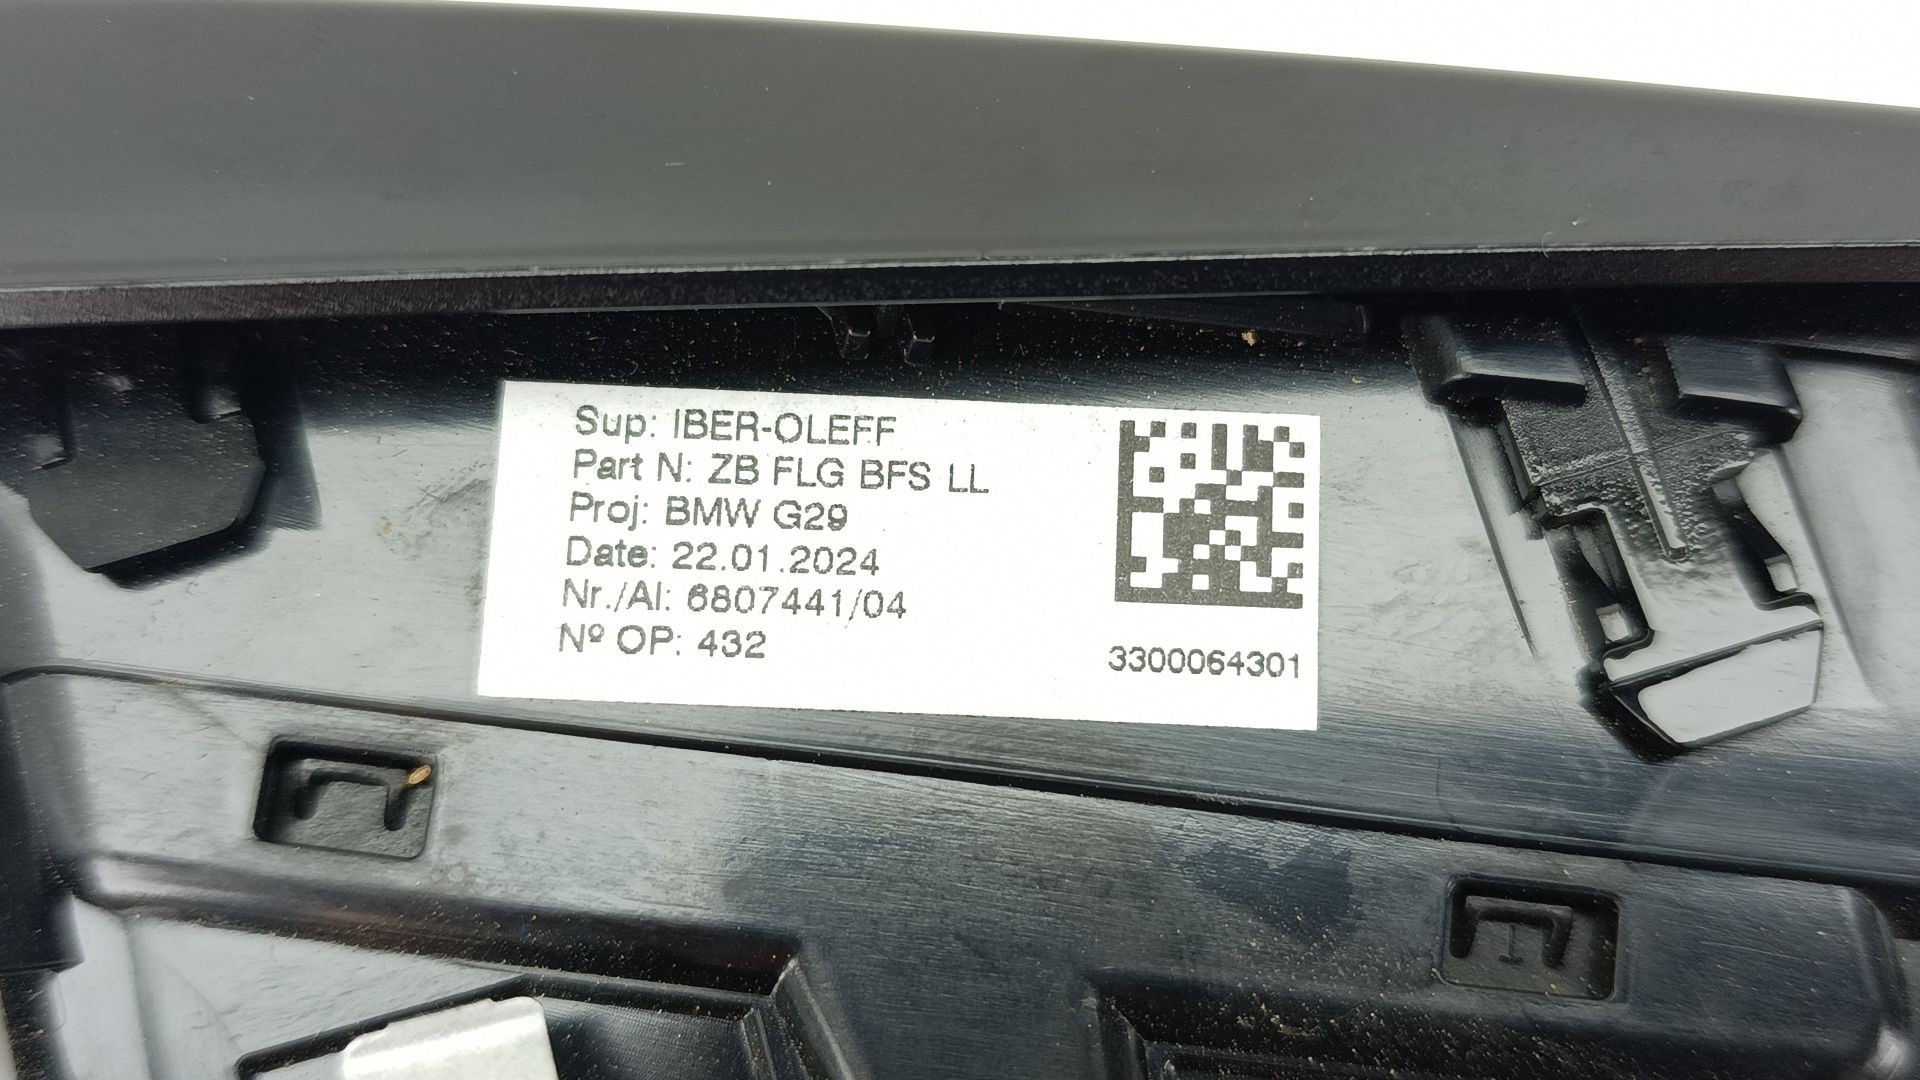 Sup: IBER-OLEFF
Part N: ZB FLG BFS LL
Proj: BMW G29
Date: 22.01.2024
Nr./AI: 6807441/04
Nº OP: 432
3300064301